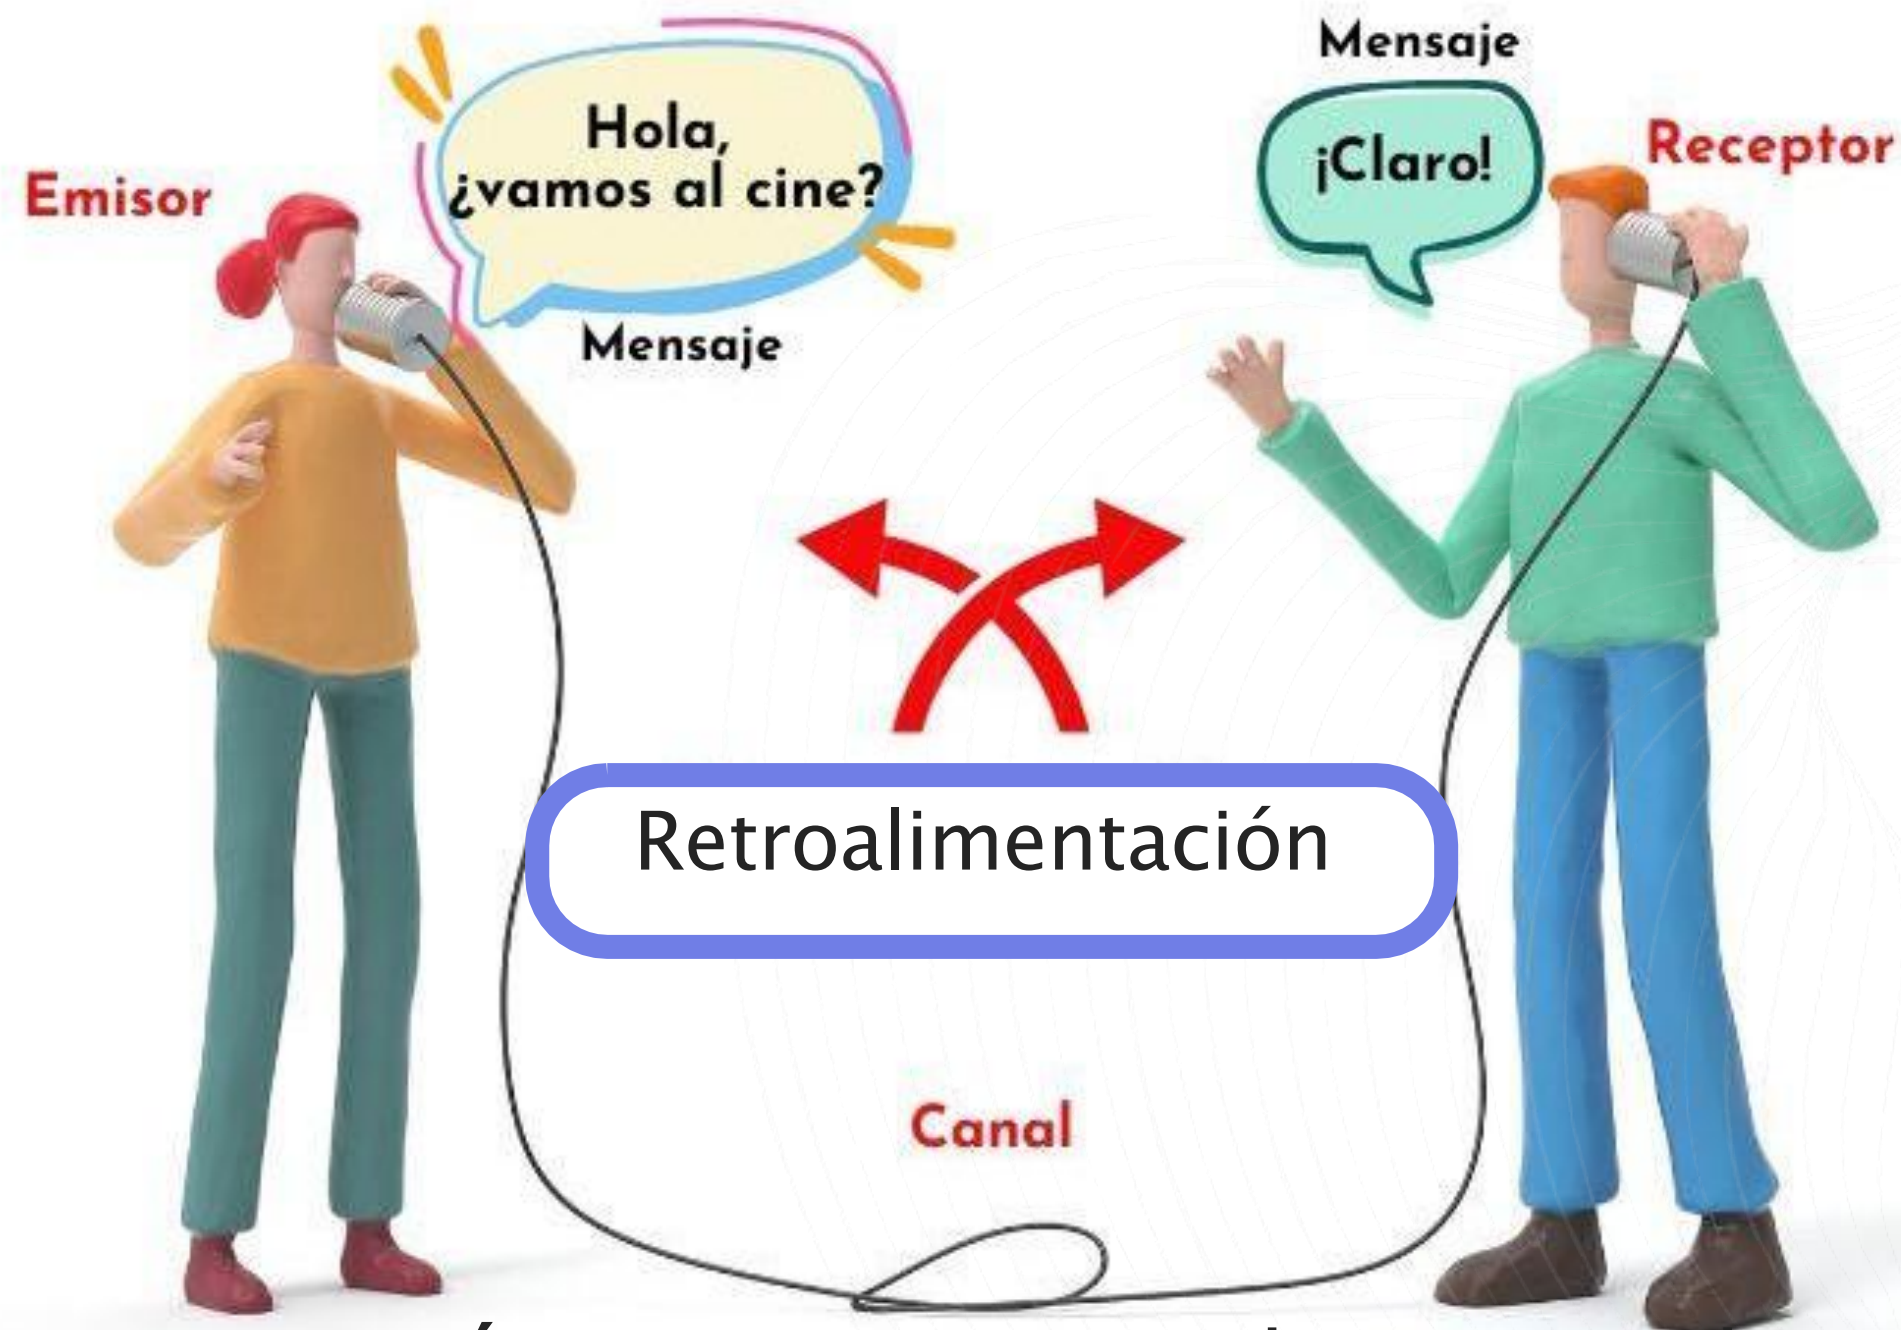 Mensaje
Hola,
¿vamos al cine?
¡Claro!
Receptor
Emisor
Mensaje
Retroalimentación
Canal